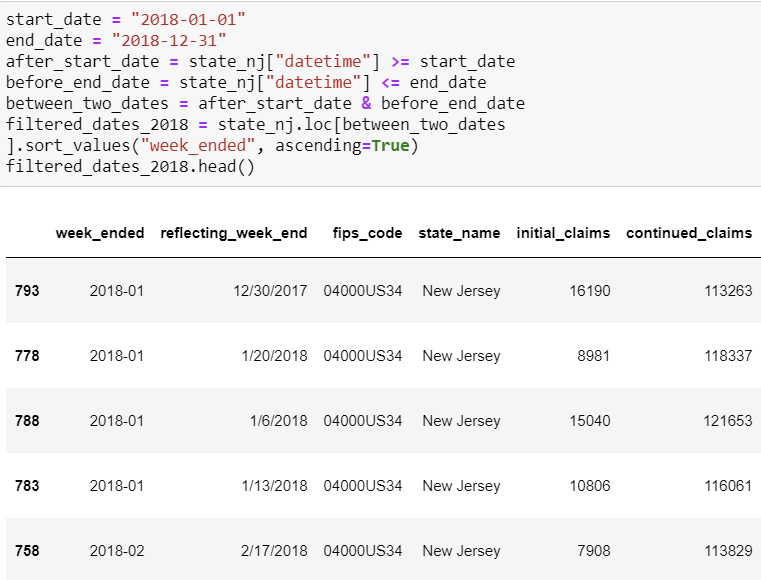 start_date = "2018-01-01"
end_date = "2018-12-31"
after_start_date = state_nj["datetime"] >= start_date
before_end_date = state_nj["datetime"] <= end_date
between_two_dates = after_start_date & before_end_date
filtered_dates_2018 = state_nj.loc[between_two_dates
].sort_values("week_ended", ascending=True)
filtered_dates_2018.head()
week_ended reflecting_week_end fips_code state_name initial_claims continued_claims
793 2018-01 12/30/2017 04000US34 New Jersey 16190 113263
778 2018-01 1/20/2018 04000US34 New Jersey 8981 118337
788 2018-01 1/6/2018 04000US34 New Jersey 15040 121653
783 2018-01 1/13/2018 04000US34 New Jersey 10806 116061
758 2018-02 2/17/2018 04000US34 New Jersey 7908 113829